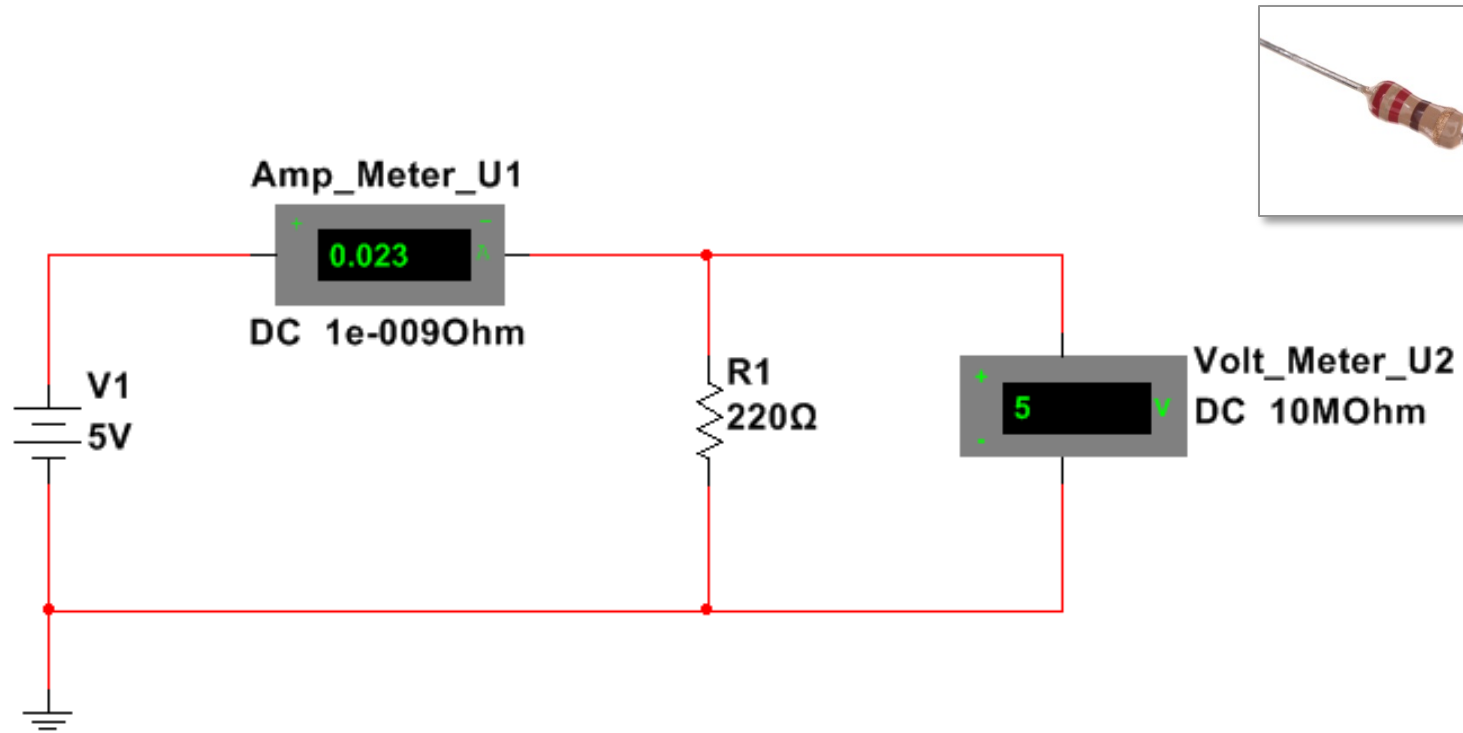 Amp_Meter_U1
+ −
0.023 A
DC 1e-009Ohm
V1
5V
R1
220Ω
+
-
5 V
Volt_Meter_U2
DC 10MOhm